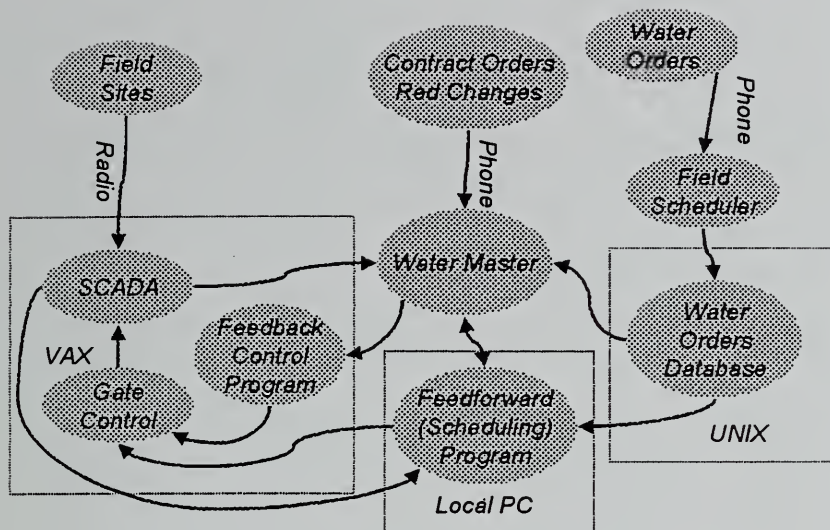 Field
Sites
Contract Orders
Red Changes
Water
Orders
Radio
Phone
Phone
Field
Scheduler
SCADA
Water Master
VAX
Feedback
Control
Program
Gate
Control
Feedforward
(Scheduling)
Program
Water
Orders
Database
UNIX
Local PC